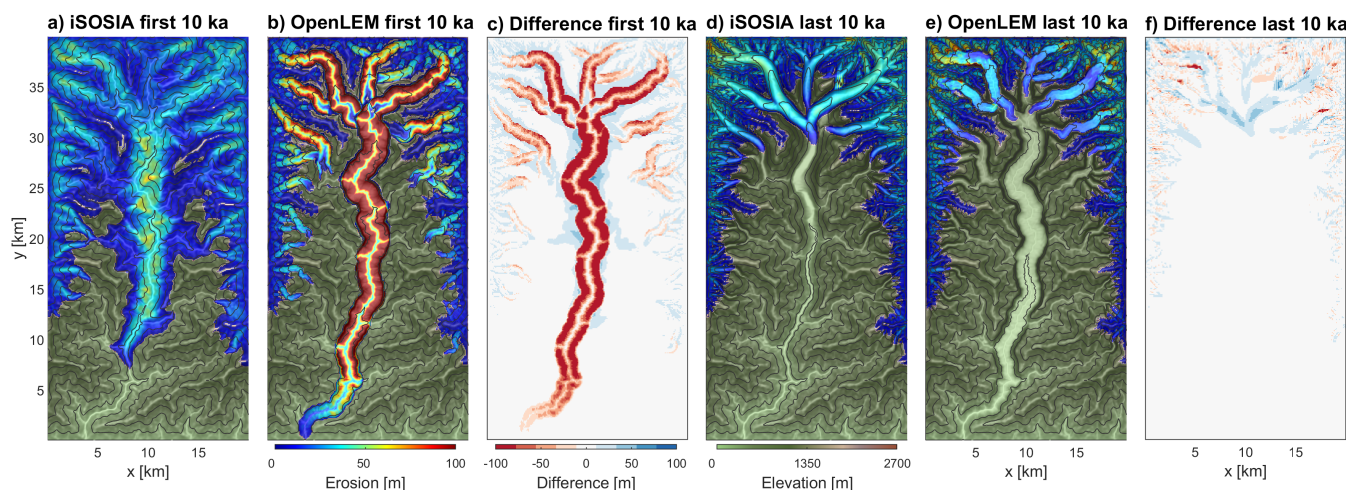 a) iSOSIA first 10 ka
b) OpenLEM first 10 ka
c) Difference first 10 ka
d) iSOSIA last 10 ka
e) OpenLEM last 10 ka
f) Difference last 10 ka
y [km]
35
30
25
20
15
10
5
5 10 15
x [km]
0 50 100
Erosion [m]
-100 -50 0 50 100
Difference [m]
0 1350 2700
Elevation [m]
5 10 15
x [km]
5 10 15
x [km]